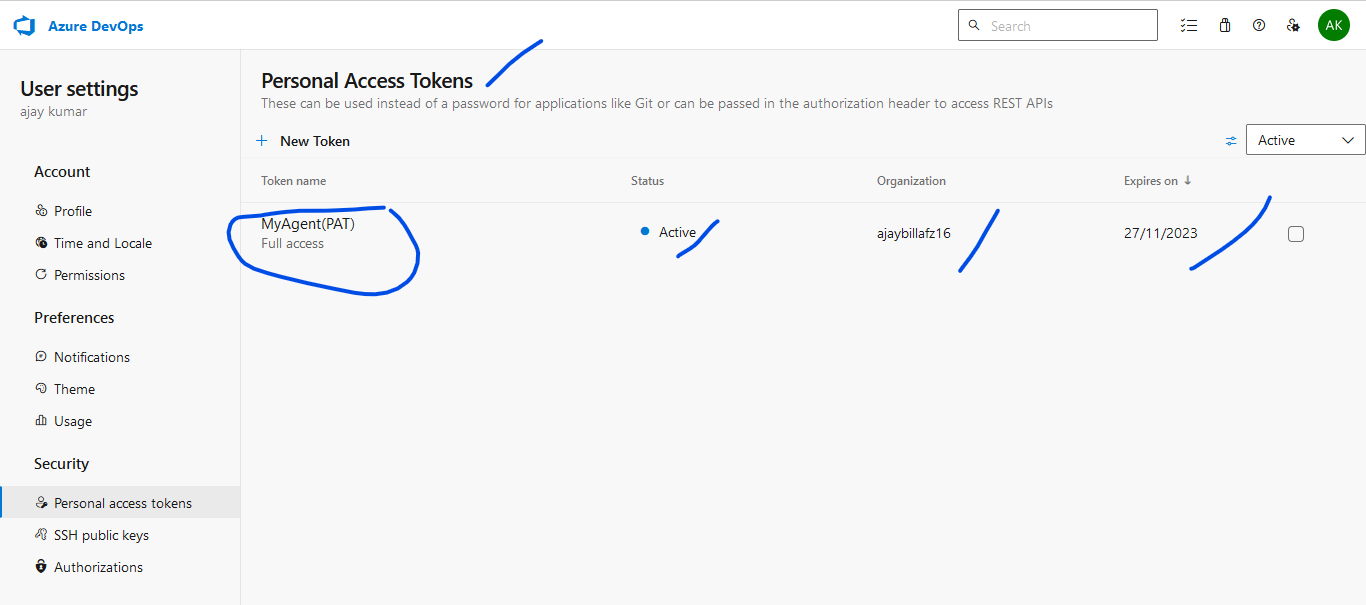 Azure DevOps
Search
AK
User settings
ajay kumar
Account
Profile
Time and Locale
Permissions
Preferences
Notifications
Theme
Usage
Security
Personal access tokens
SSH public keys
Authorizations
Personal Access Tokens
These can be used instead of a password for applications like Git or can be passed in the authorization header to access REST APIs
+ New Token
Active
Token name Status Organization Expires on ↓
MyAgent(PAT)
Full access
Active ajaybillafz16 27/11/2023